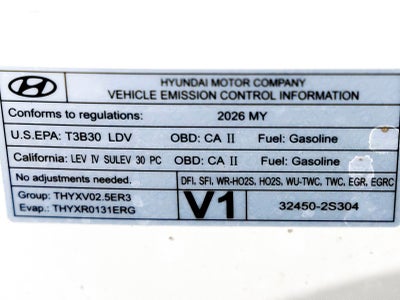 HYUNDAI
HYUNDAI MOTOR COMPANY
VEHICLE EMISSION CONTROL INFORMATION
Conforms to regulations: 2026 MY
U.S.EPA: T3B30 LDV OBD: CA II Fuel: Gasoline
California: LEV IV SULEV 30 PC OBD: CA II Fuel: Gasoline
No adjustments needed. DFI, SFI, WR-HO2S, HO2S, WU-TWC, TWC, EGR, EGRC
Group: THYXV02.5ER3
Evap.: THYXR0131ERG
V1 32450-2S304